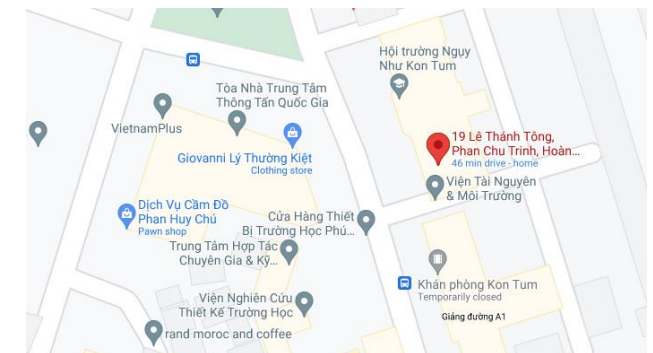 Hội trường Ngụy
Như Kon Tum
Tòa Nhà Trung Tâm
Thông Tấn Quốc Gia
VietnamPlus
19 Lê Thánh Tông,
Phan Chu Trinh, Hoàn...
46 min drive - home
Giovanni Lý Thường Kiệt
Clothing store
Viện Tài Nguyên
& Môi Trường
Dịch Vụ Cầm Đồ
Phan Huy Chú
Pawn shop
Cửa Hàng Thiết
Bị Trường Học Phú...
Trung Tâm Hợp Tác
Chuyên Gia & Kỹ...
Khán phòng Kon Tum
Temporarily closed
Viện Nghiên Cứu
Thiết Kế Trường Học
Giảng đường A1
rand moroc and coffee